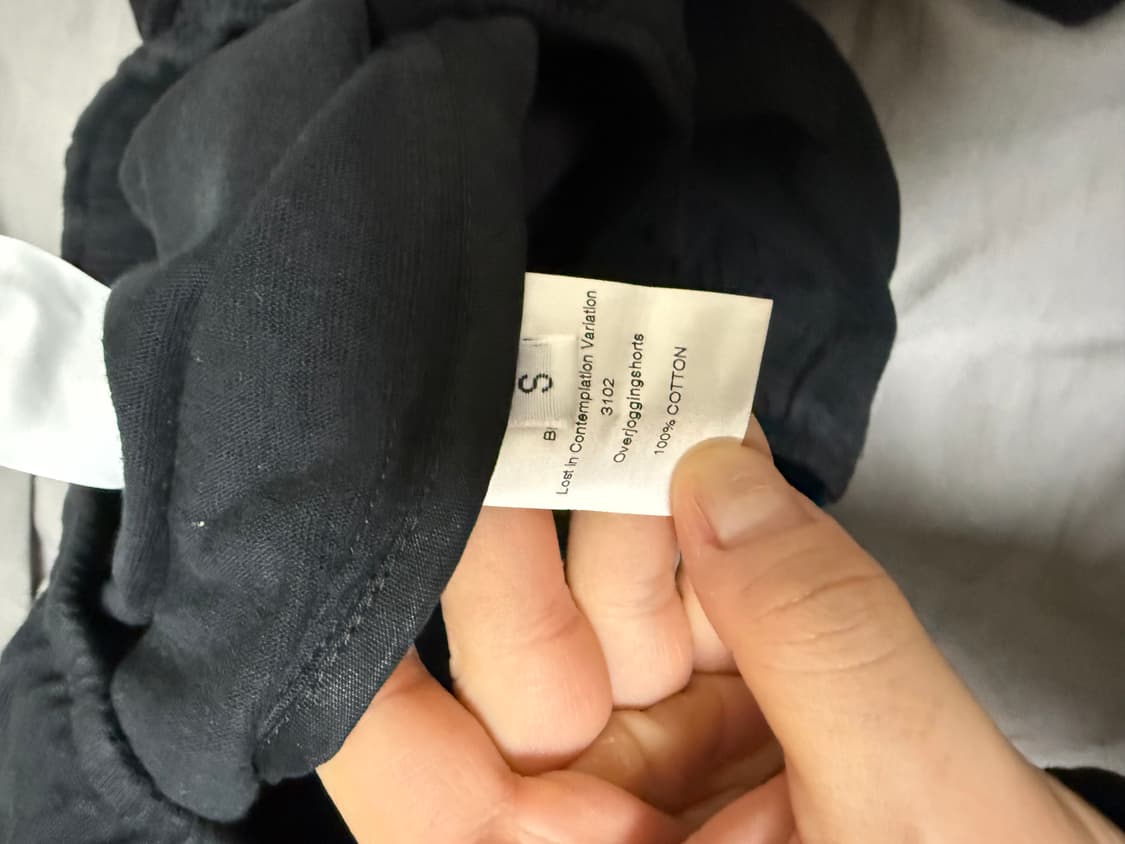 S
Lost in Contemplation Variation
3102
Overjoggingshorts
100% COTTON